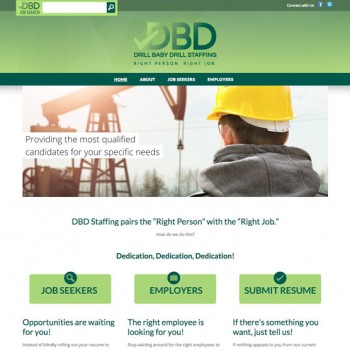 DBD
JOB SEARCH
Connect with Us
DBD
DRILL BABY DRILL STAFFING
RIGHT PERSON. RIGHT JOB.
HOME ABOUT JOB SEEKERS EMPLOYERS
Providing the most qualified
candidates for your specific needs
DBD Staffing pairs the "Right Person" with the "Right Job."
How do we do this?
Dedication, Dedication, Dedication!
JOB SEEKERS
EMPLOYERS
SUBMIT RESUME
Opportunities are waiting
for you!
Instead of blindly rolling out your resume to
The right employee is
looking for you!
Stop waiting around for the right employees to
If there's something you
want, just tell us!
If nothing appeals to you from our current